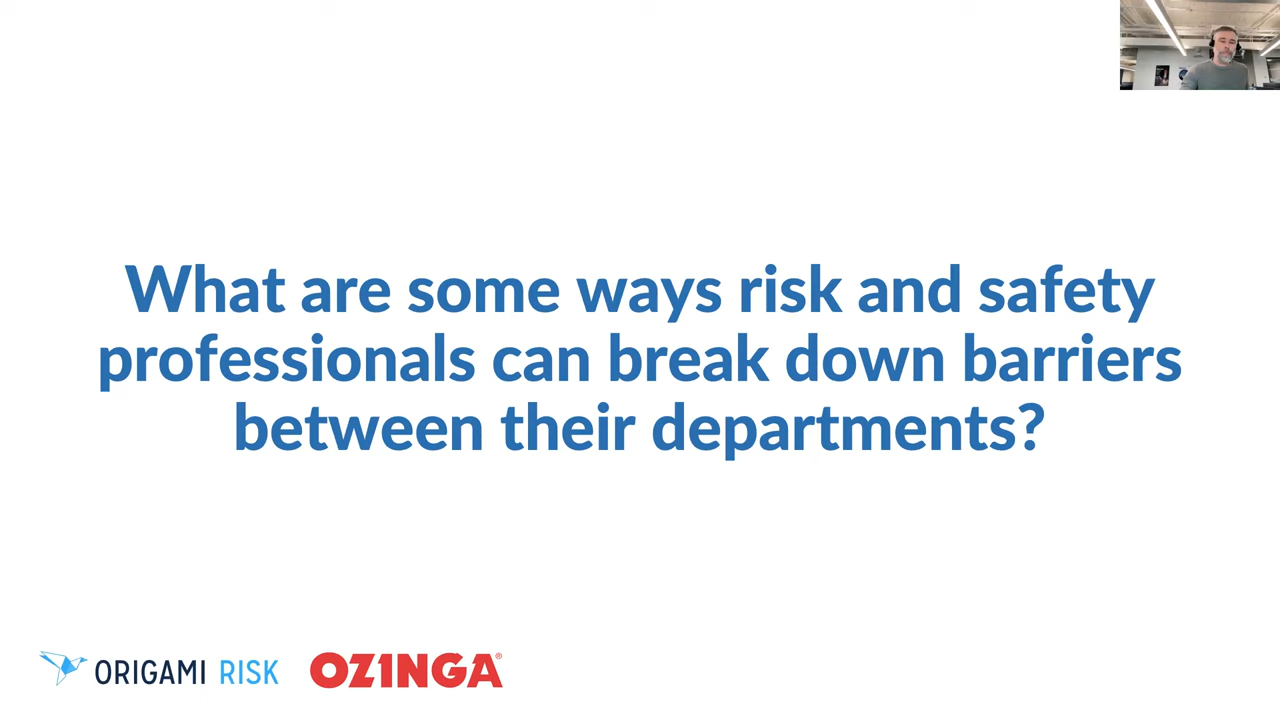 What are some ways risk and safety
professionals can break down barriers
between their departments?
ORIGAMI RISK
OZINGA®